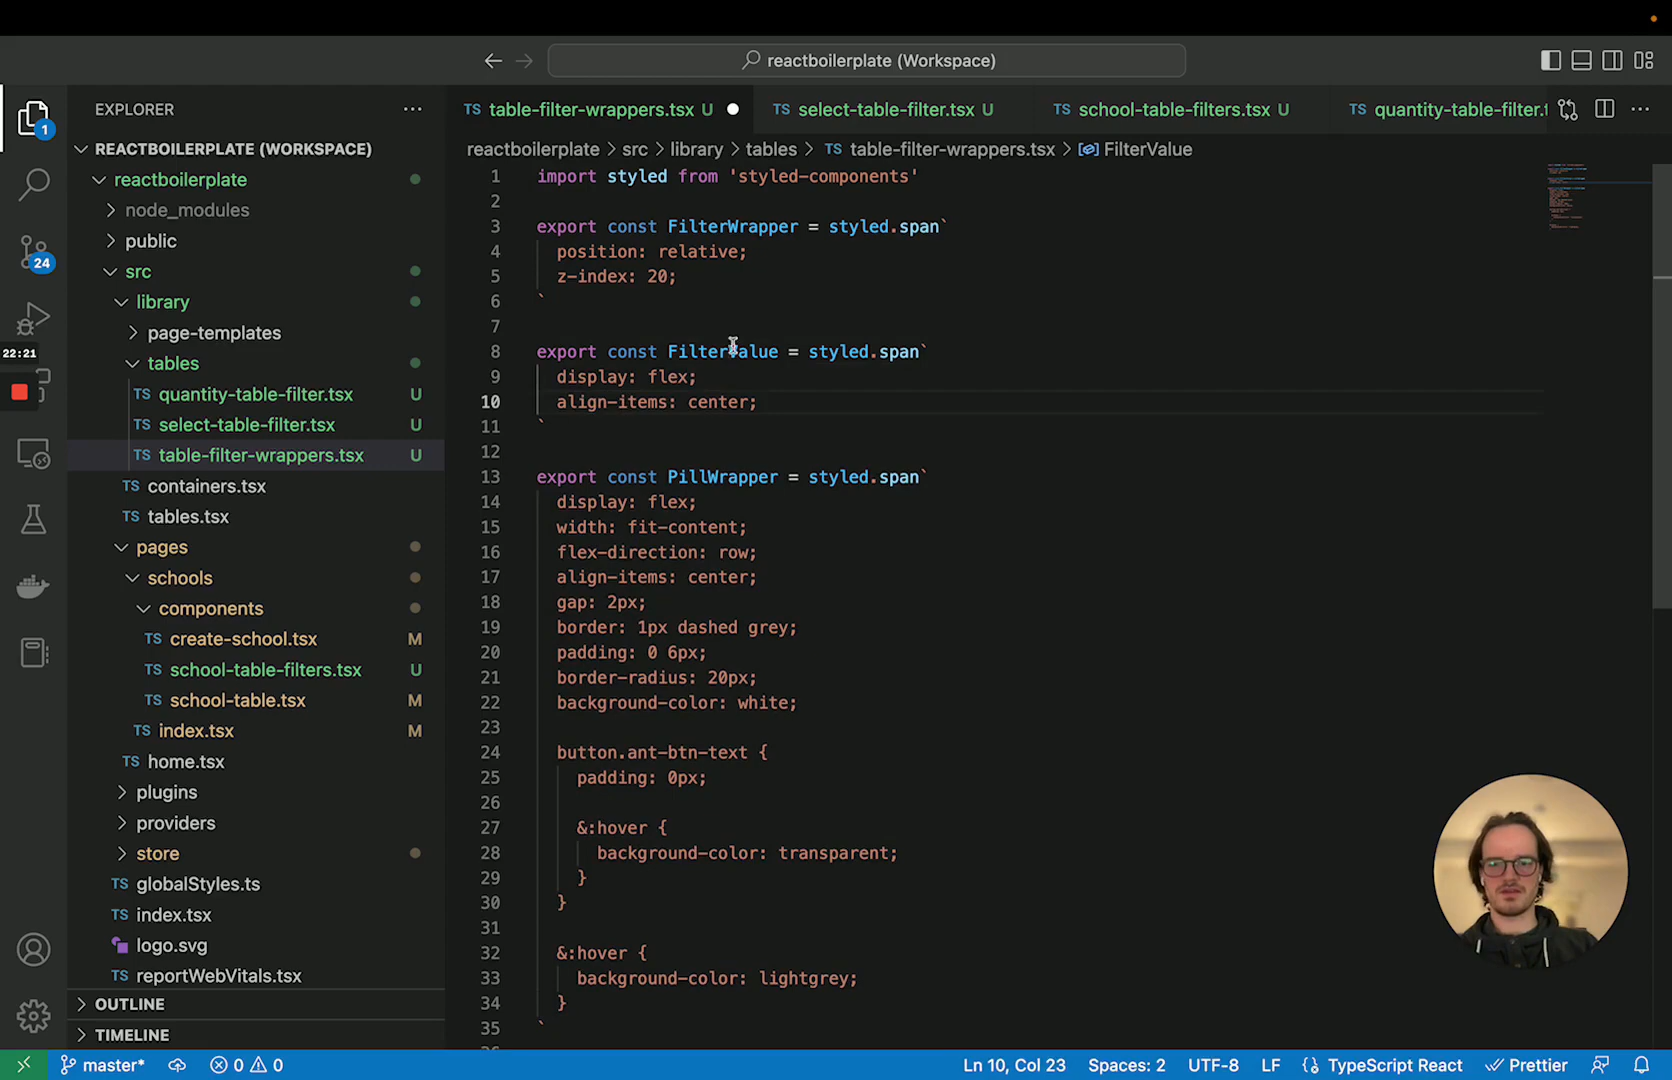 reactboilerplate (Workspace)
EXPLORER
REACTBOILERPLATE (WORKSPACE)
reactboilerplate
node_modules
public
src
library
page-templates
tables
TS quantity-table-filter.tsx U
TS select-table-filter.tsx U
TS table-filter-wrappers.tsx U
TS containers.tsx
TS tables.tsx
pages
schools
components
TS create-school.tsx M
TS school-table-filters.tsx U
TS school-table.tsx M
TS index.tsx M
TS home.tsx
plugins
providers
store
TS globalStyles.ts
TS index.tsx
logo.svg
TS reportWebVitals.tsx
OUTLINE
TIMELINE
1
24
22:21
TS table-filter-wrappers.tsx U
TS select-table-filter.tsx U
TS school-table-filters.tsx U
TS quantity-table-filter.t
reactboilerplate > src > library > tables > TS table-filter-wrappers.tsx > FilterValue
1 import styled from 'styled-components'
2
3 export const FilterWrapper = styled.span`
4 position: relative;
5 z-index: 20;
6 `
7
8 export const FilterValue = styled.span`
9 display: flex;
10 align-items: center;
11 `
12
13 export const PillWrapper = styled.span`
14 display: flex;
15 width: fit-content;
16 flex-direction: row;
17 align-items: center;
18 gap: 2px;
19 border: 1px dashed grey;
20 padding: 0 6px;
21 border-radius: 20px;
22 background-color: white;
23
24 button.ant-btn-text {
25 padding: 0px;
26
27 &:hover {
28 background-color: transparent;
29 }
30 }
31
32 &:hover {
33 background-color: lightgrey;
34 }
35 `
master*
0 0
Ln 10, Col 23
Spaces: 2
UTF-8
LF
TypeScript React
Prettier